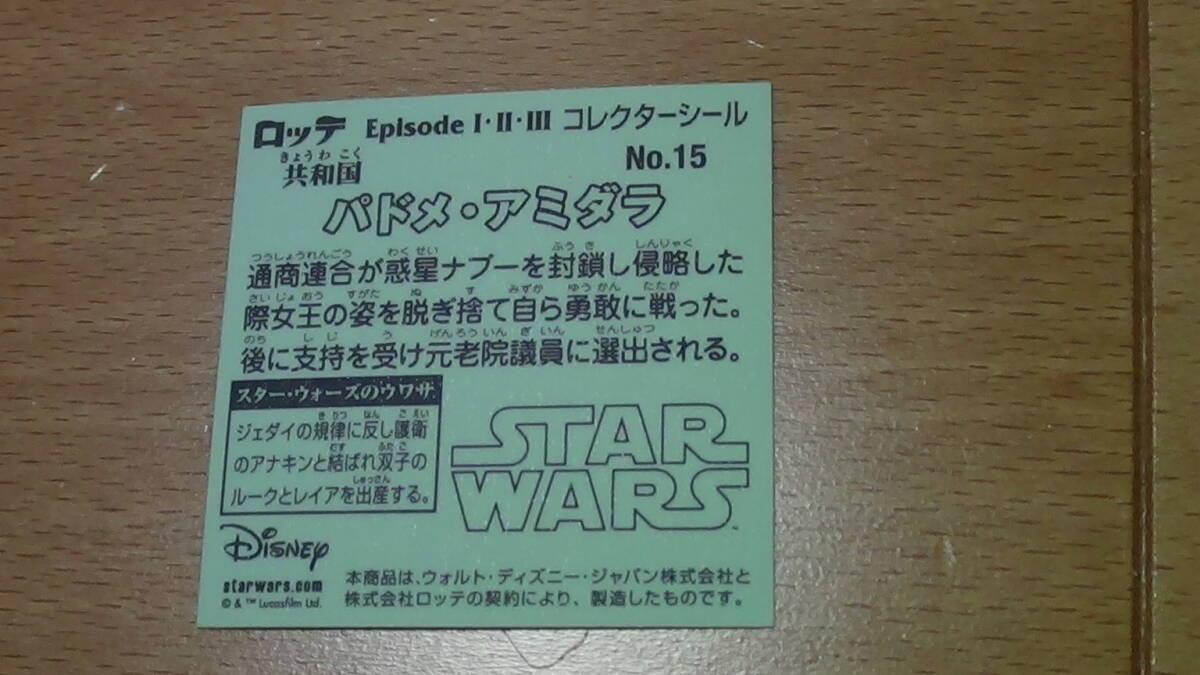 ロッテ Episode I・II・III コレクターシール
きょうわこく
共和国 No.15
パドメ・アミダラ
つうしょうれんごう わくせい ふうさ しんりゃく
通商連合が惑星ナブーを封鎖し侵略した
さいじょおう すがた ぬ す みずか ゆうかん たたか
際女王の姿を脱ぎ捨て自ら勇敢に戦った。
のち しじ う げんろういん ぎいん せんしゅつ
後に支持を受け元老院議員に選出される。
スター・ウォーズのウワサ
きりつ はん ごえい
ジェダイの規律に反し護衛
むす ふたご
のアナキンと結ばれ双子の
しゅっさん
ルークとレイアを出産する。
STAR
WARS™
Disney
starwars.com
© & ™ Lucasfilm Ltd.
本商品は、ウォルト・ディズニー・ジャパン株式会社と
株式会社ロッテの契約により、製造したものです。